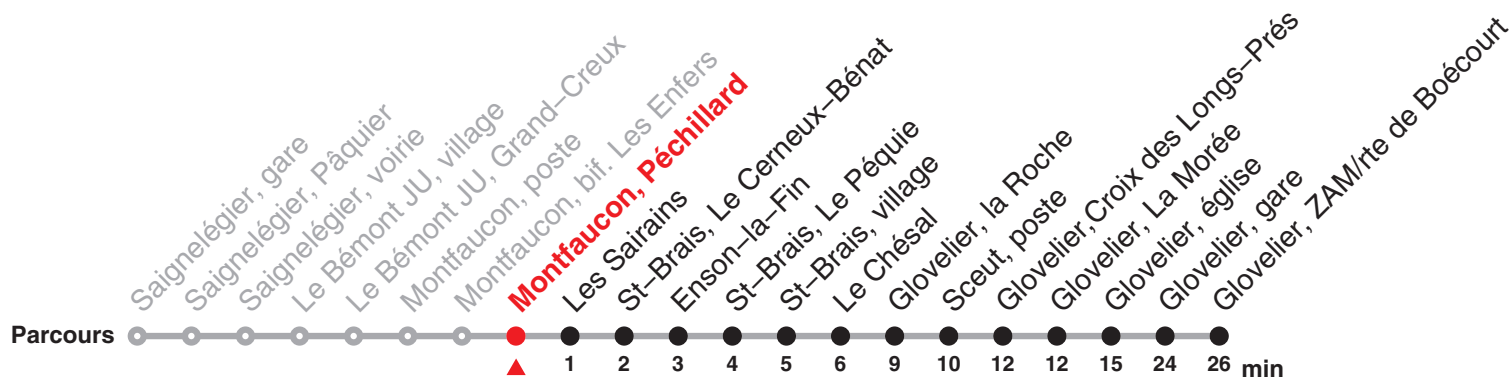 Saignelégier, gare
Saignelégier, Pâquier
Saignelégier, voirie
Le Bémont JU, village
Le Bémont JU, Grand–Creux
Montfaucon, poste
Montfaucon, bif. Les Enfers
Montfaucon, Péchillard
Les Sairains
St–Brais, Le Cerneux–Bénat
Enson–la–Fin
St–Brais, Le Péquie
St–Brais, village
Le Chésal
Glovelier, la Roche
Sceut, poste
Glovelier, Croix des Longs–Prés
Glovelier, La Morée
Glovelier, église
Glovelier, gare
Glovelier, ZAM/rte de Boécourt
Parcours
1 2 3 4 5 6 9 10 12 12 15 24 26 min